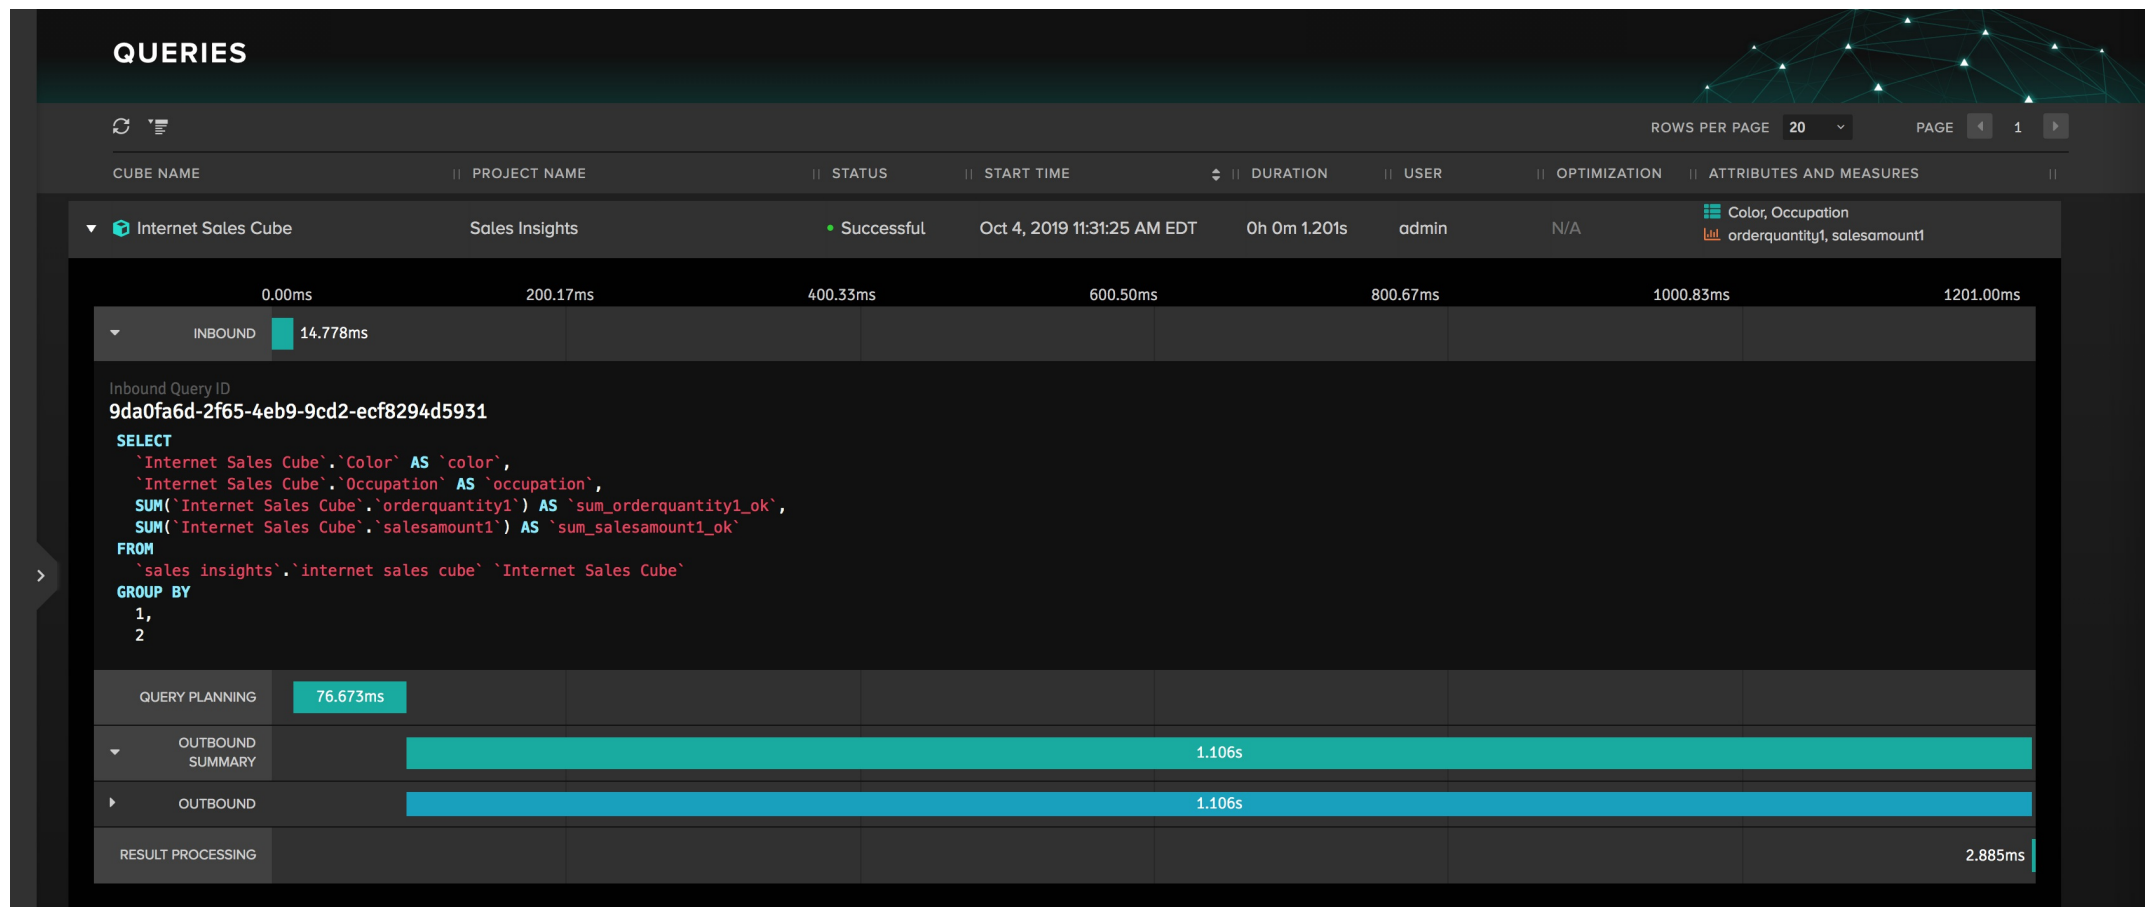 QUERIES
ROWS PER PAGE 20 PAGE 1
CUBE NAME PROJECT NAME STATUS START TIME DURATION USER OPTIMIZATION ATTRIBUTES AND MEASURES
Internet Sales Cube Sales Insights Successful Oct 4, 2019 11:31:25 AM EDT 0h 0m 1.201s admin N/A Color, Occupation
orderquantity1, salesamount1
0.00ms 200.17ms 400.33ms 600.50ms 800.67ms 1000.83ms 1201.00ms
INBOUND 14.778ms
Inbound Query ID
9da0fa6d-2f65-4eb9-9cd2-ecf8294d5931
SELECT
`Internet Sales Cube`.`Color` AS `color`,
`Internet Sales Cube`.`Occupation` AS `occupation`,
SUM(`Internet Sales Cube`.`orderquantity1`) AS `sum_orderquantity1_ok`,
SUM(`Internet Sales Cube`.`salesamount1`) AS `sum_salesamount1_ok`
FROM
`sales insights`.`internet sales cube` `Internet Sales Cube`
GROUP BY
1,
2
QUERY PLANNING 76.673ms
OUTBOUND
SUMMARY 1.106s
OUTBOUND 1.106s
RESULT PROCESSING 2.885ms